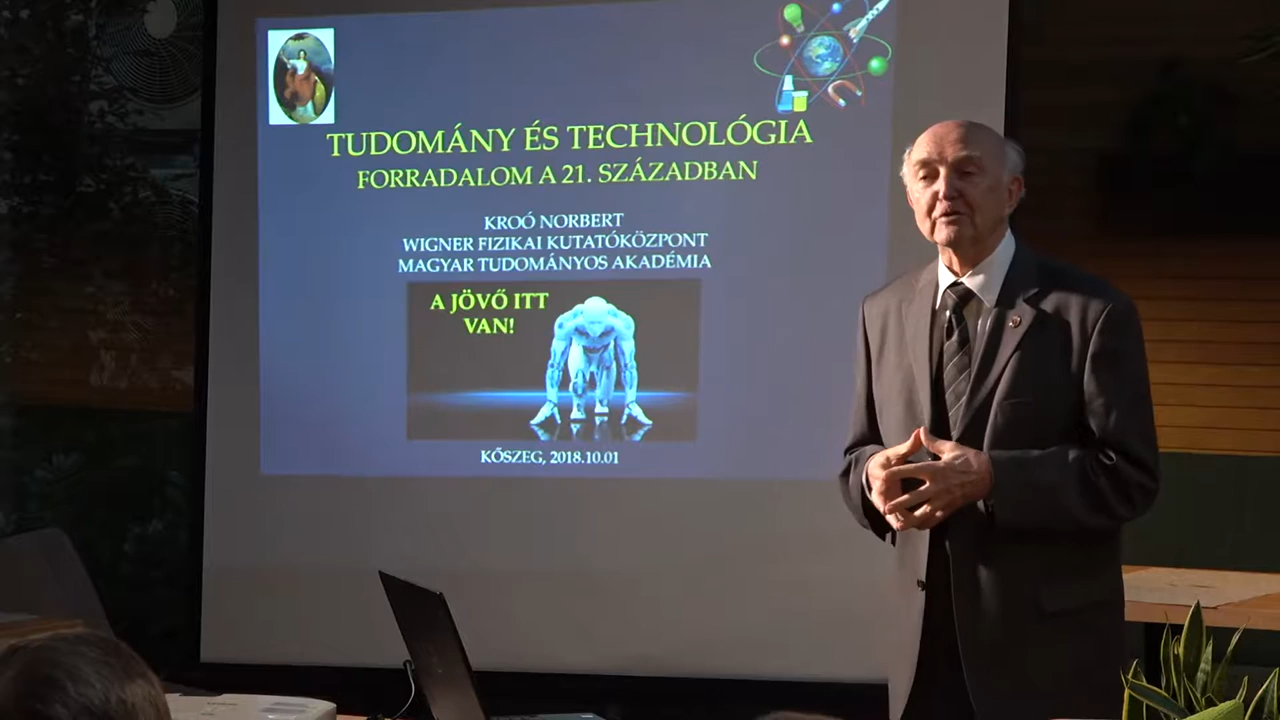 TUDOMÁNY ÉS TECHNOLÓGIA
FORRADALOM A 21. SZÁZADBAN
KROÓ NORBERT
WIGNER FIZIKAI KUTATÓKÖZPONT
MAGYAR TUDOMÁNYOS AKADÉMIA
A JÖVŐ ITT
VAN!
KŐSZEG, 2018.10.01